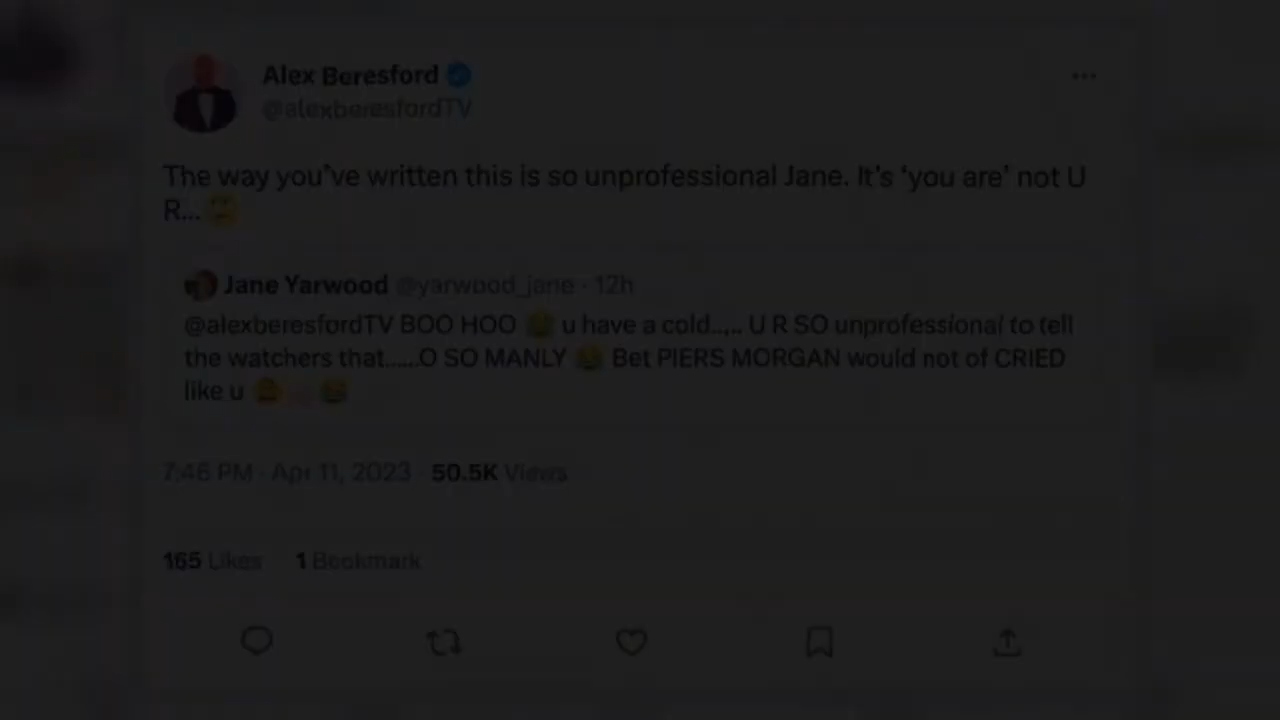 Alex Beresford
@alexberesfordTV
The way you've written this is so unprofessional Jane. It's 'you are' not U
R...
Jane Yarwood @yarwood_jane · 12h
@alexberesfordTV BOO HOO u have a cold..,.. U R SO unprofessional to tell
the watchers that......O SO MANLY Bet PIERS MORGAN would not of CRIED
like u
7:46 PM · Apr 11, 2023 · 50.5K Views
165 Likes 1 Bookmark